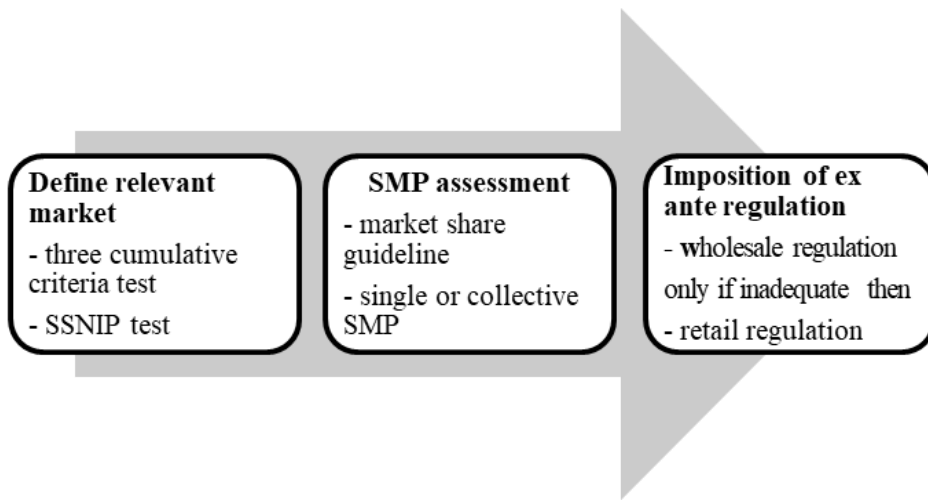 Define relevant
market
- three cumulative
criteria test
- SSNIP test
SMP assessment
- market share
guideline
- single or collective
SMP
Imposition of ex
ante regulation
- wholesale regulation
only if inadequate then
- retail regulation